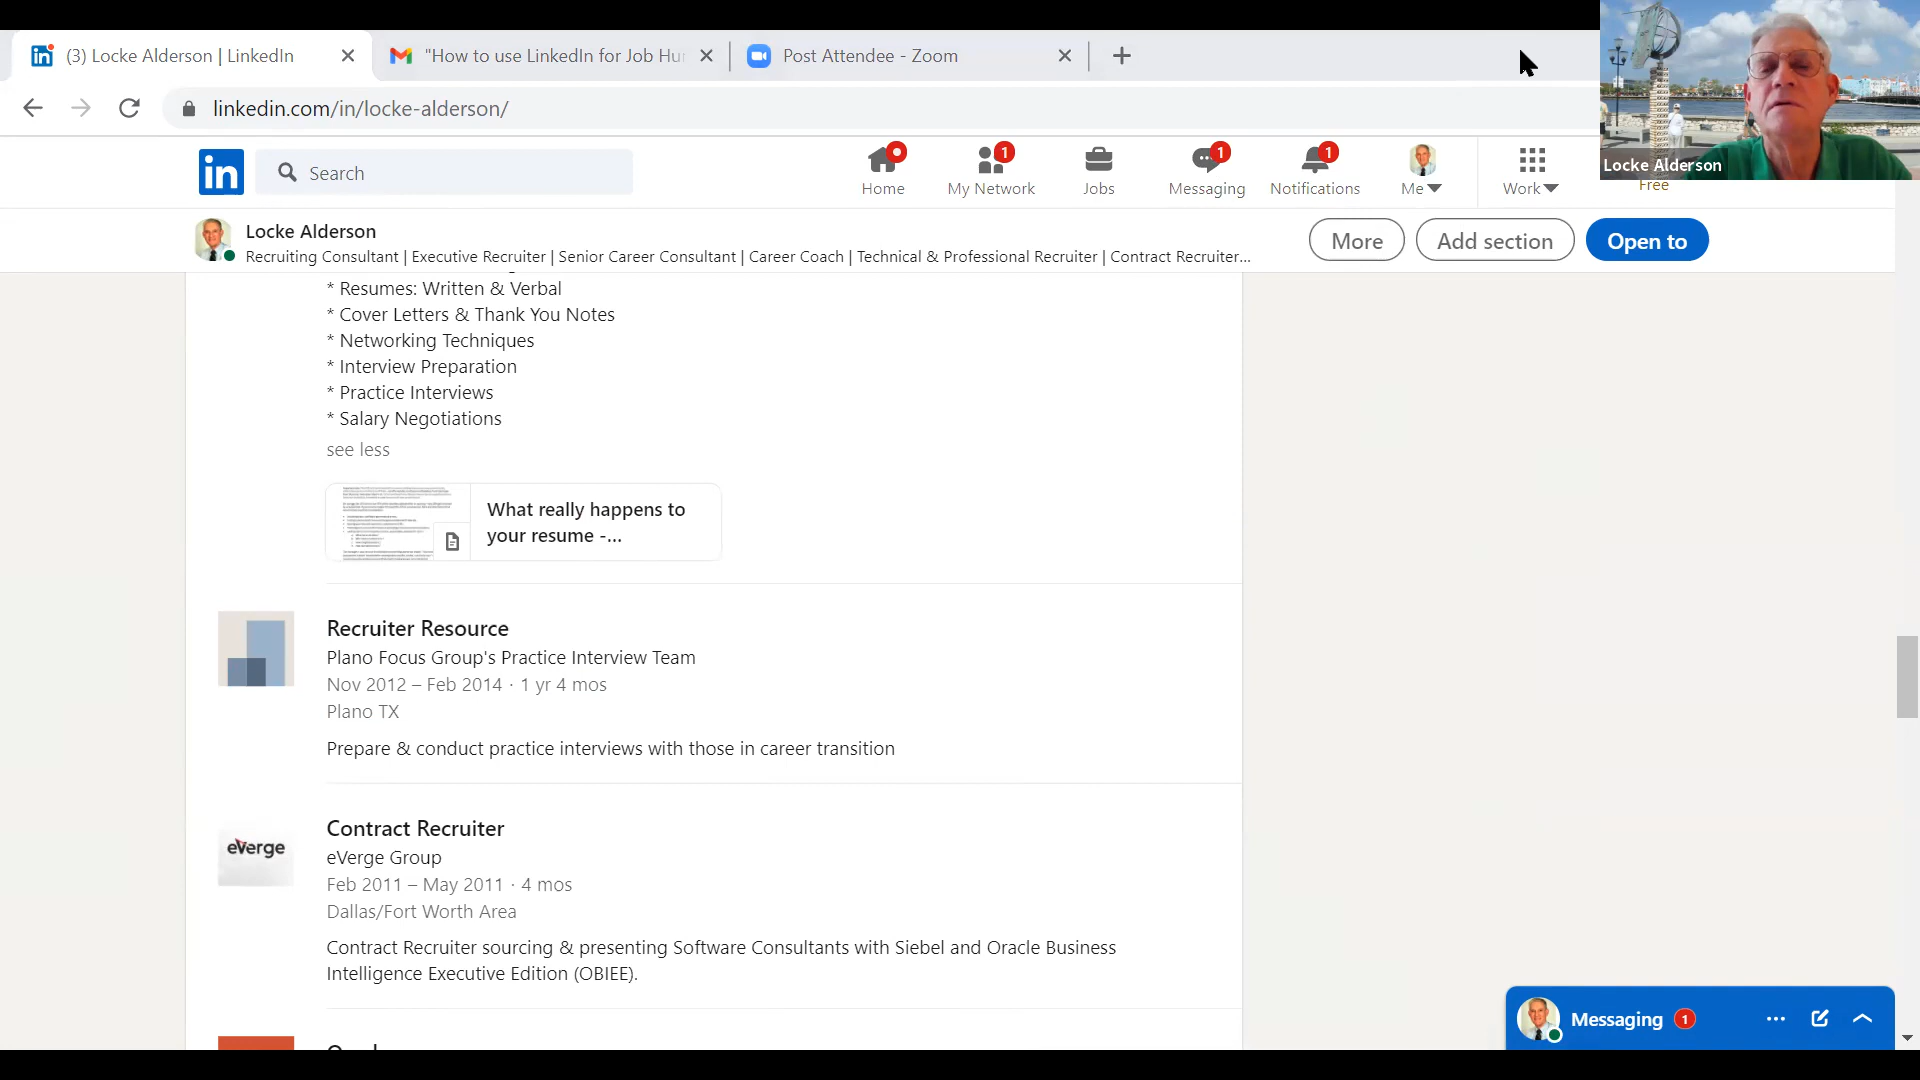 (3) Locke Alderson | LinkedIn
"How to use LinkedIn for Job Hu
Post Attendee - Zoom
linkedin.com/in/locke-alderson/
Locke Alderson
in
Search
Home
1
My Network
Jobs
1
Messaging
1
Notifications
Me
Work
Free
Locke Alderson
Recruiting Consultant | Executive Recruiter | Senior Career Consultant | Career Coach | Technical & Professional Recruiter | Contract Recruiter...
More
Add section
Open to
* Resumes: Written & Verbal
* Cover Letters & Thank You Notes
* Networking Techniques
* Interview Preparation
* Practice Interviews
* Salary Negotiations
see less
What really happens to
your resume -...
Recruiter Resource
Plano Focus Group's Practice Interview Team
Nov 2012 – Feb 2014 · 1 yr 4 mos
Plano TX
Prepare & conduct practice interviews with those in career transition
eVerge
Contract Recruiter
eVerge Group
Feb 2011 – May 2011 · 4 mos
Dallas/Fort Worth Area
Contract Recruiter sourcing & presenting Software Consultants with Siebel and Oracle Business
Intelligence Executive Edition (OBIEE).
Messaging 1